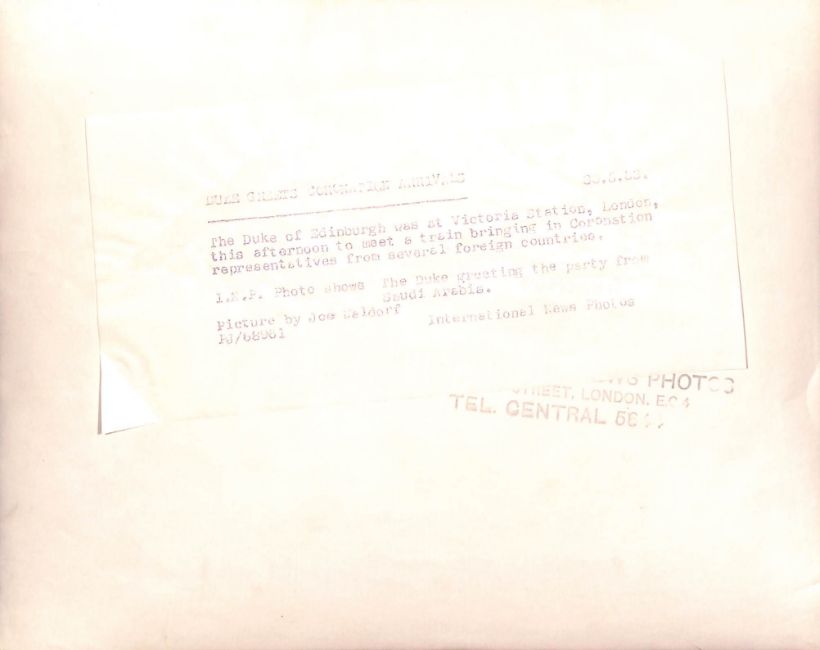 DUKE GREETS CORONATION ARRIVALS
The Duke of Edinburgh was at Victoria Station, London,
this afternoon to meet a train bringing in Coronation
representatives from several foreign countries.
I.N.P. Photo shows The Duke greeting the party from
Saudi Arabia.
Picture by Joe Waldorf International News Photos
PHOTOS
STREET, LONDON. E.C.4
TEL. CENTRAL